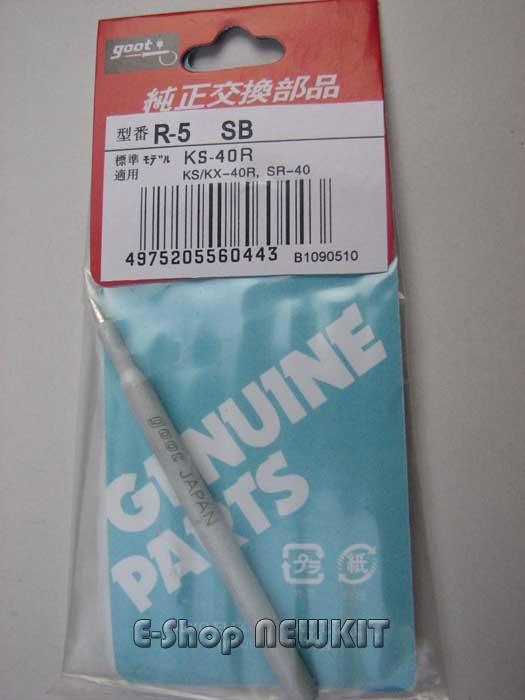 goot
純正交換部品
型番 R-5 SB
標準ﾓﾃﾞﾙ KS-40R
適用 KS/KX-40R, SR-40
4975205560443 B1090510
GENUINE
PARTS
goot JAPAN
プラ 紙
E-Shop NEWKIT